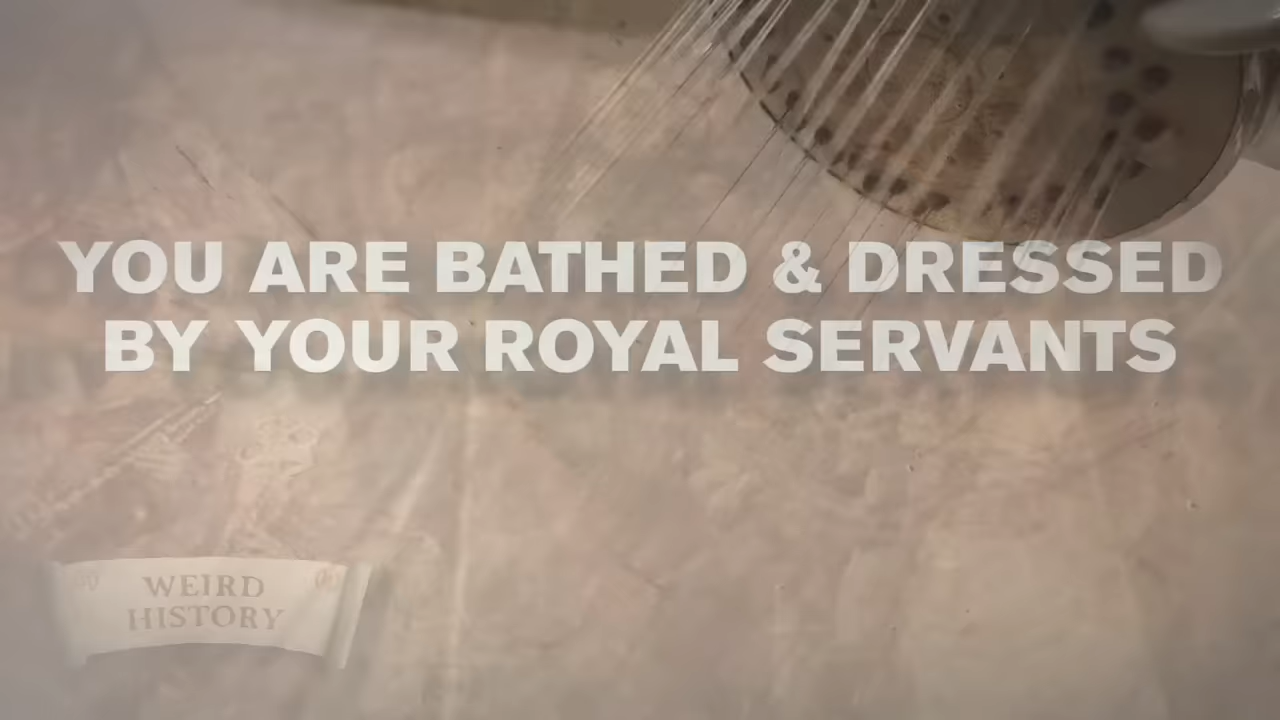 YOU ARE BATHED & DRESSED
BY YOUR ROYAL SERVANTS
WEIRD
HISTORY